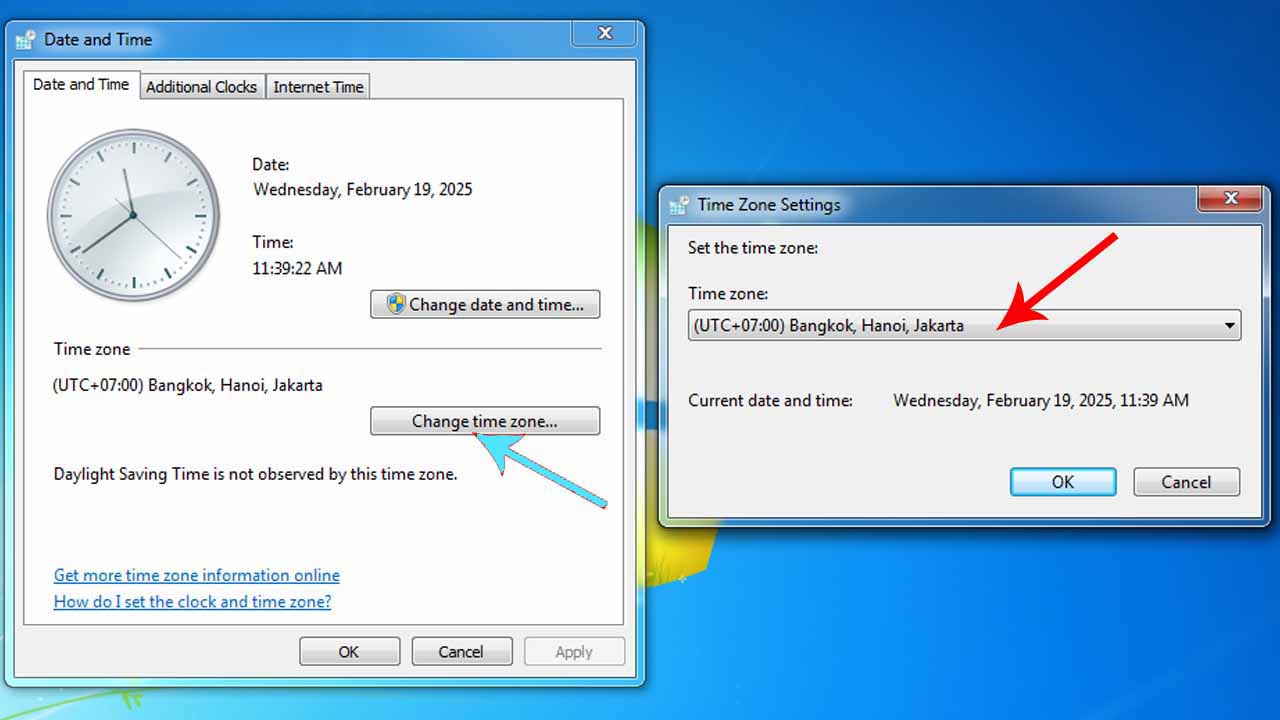 Date and Time
Date and Time
Additional Clocks
Internet Time
Date:
Wednesday, February 19, 2025
Time:
11:39:22 AM
Change date and time...
Time zone
(UTC+07:00) Bangkok, Hanoi, Jakarta
Change time zone...
Daylight Saving Time is not observed by this time zone.
Get more time zone information online
How do I set the clock and time zone?
OK
Cancel
Apply
Time Zone Settings
Set the time zone:
Time zone:
(UTC+07:00) Bangkok, Hanoi, Jakarta
Current date and time:
Wednesday, February 19, 2025, 11:39 AM
OK
Cancel